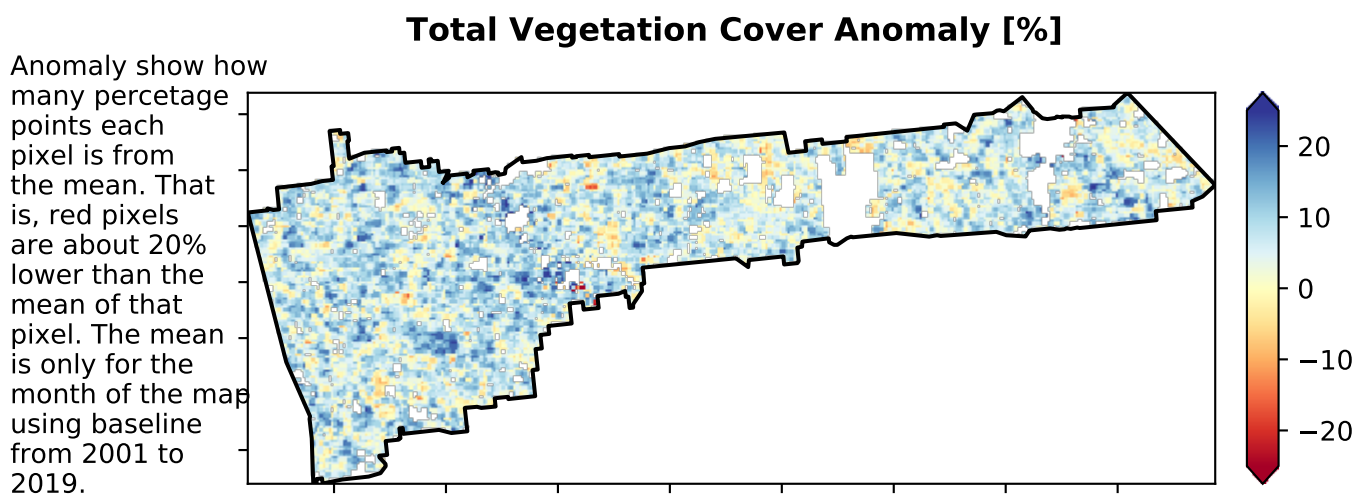 Total Vegetation Cover Anomaly [%]
Anomaly show how
many percetage
points each
pixel is from
the mean. That
is, red pixels
are about 20%
lower than the
mean of that
pixel. The mean
is only for the
month of the map
using baseline
from 2001 to
2019.
20
10
0
−10
−20